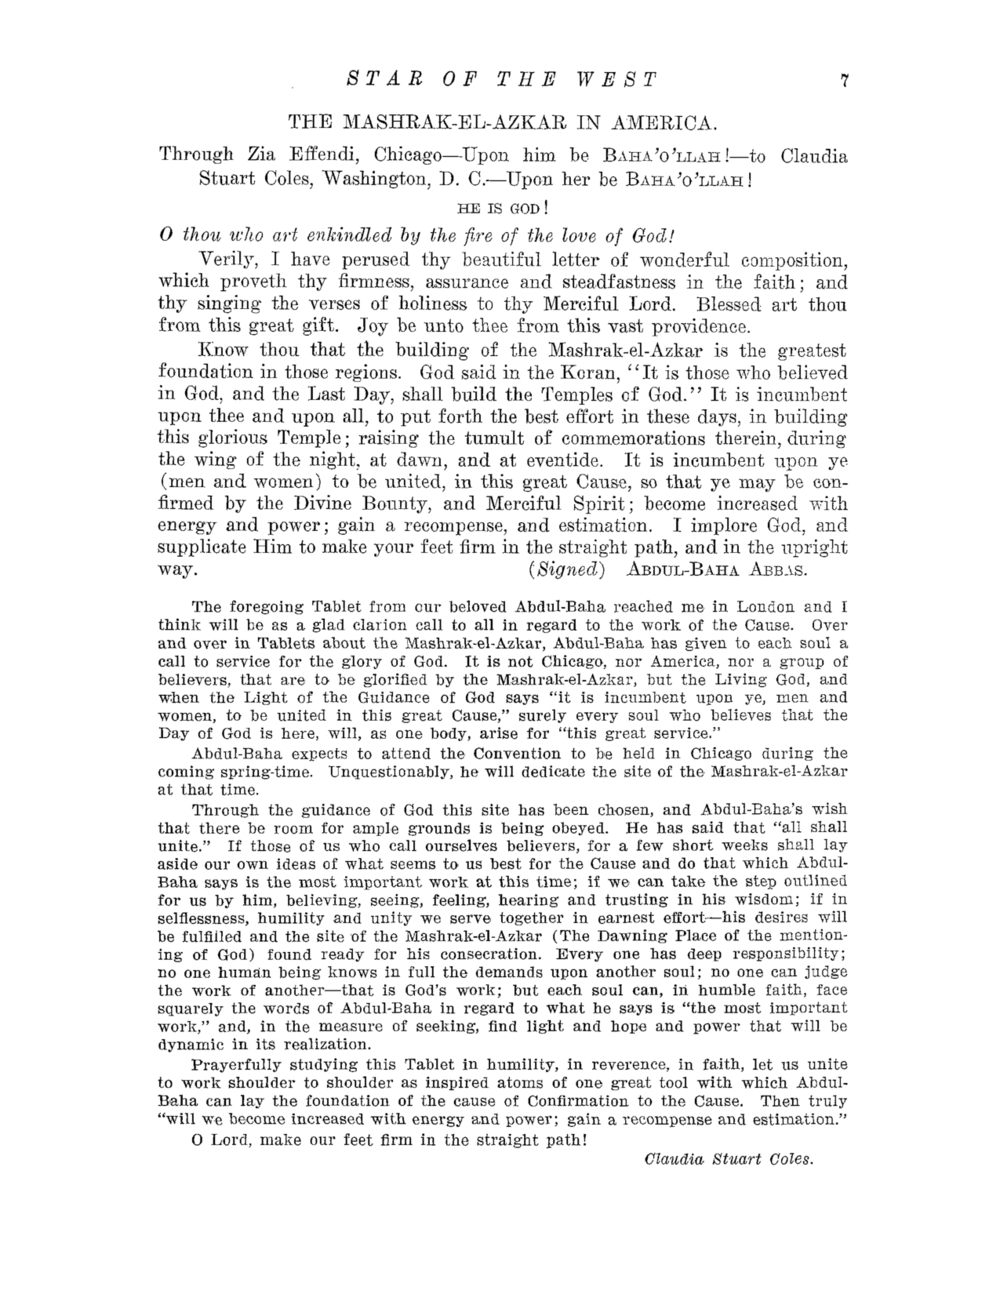 STAR OF THE WEST 7
THE MASHRAK-EL-AZKAR IN AMERICA.
Through Zia Effendi, Chicago—Upon him be BAHA'O'LLAH!—to Claudia
Stuart Coles, Washington, D. C.—Upon her be BAHA'O'LLAH!
HE IS GOD!
O thou who art enkindled by the fire of the love of God!
Verily, I have perused thy beautiful letter of wonderful composition,
which proveth thy firmness, assurance and steadfastness in the faith; and
thy singing the verses of holiness to thy Merciful Lord. Blessed art thou
from this great gift. Joy be unto thee from this vast providence.
Know thou that the building of the Mashrak-el-Azkar is the greatest
foundation in those regions. God said in the Koran, "It is those who believed
in God, and the Last Day, shall build the Temples of God." It is incumbent
upon thee and upon all, to put forth the best effort in these days, in building
this glorious Temple; raising the tumult of commemorations therein, during
the wing of the night, at dawn, and at eventide. It is incumbent upon ye
(men and women) to be united, in this great Cause, so that ye may be con-
firmed by the Divine Bounty, and Merciful Spirit; become increased with
energy and power; gain a recompense, and estimation. I implore God, and
supplicate Him to make your feet firm in the straight path, and in the upright
way. (Signed) ABDUL-BAHA ABBAS.
The foregoing Tablet from our beloved Abdul-Baha reached me in London and I
think will be as a glad clarion call to all in regard to the work of the Cause. Over
and over in Tablets about the Mashrak-el-Azkar, Abdul-Baha has given to each soul a
call to service for the glory of God. It is not Chicago, nor America, nor a group of
believers, that are to be glorified by the Mashrak-el-Azkar, but the Living God, and
when the Light of the Guidance of God says "it is incumbent upon ye, men and
women, to be united in this great Cause," surely every soul who believes that the
Day of God is here, will, as one body, arise for "this great service."
Abdul-Baha expects to attend the Convention to be held in Chicago during the
coming spring-time. Unquestionably, he will dedicate the site of the Mashrak-el-Azkar
at that time.
Through the guidance of God this site has been chosen, and Abdul-Baha's wish
that there be room for ample grounds is being obeyed. He has said that "all shall
unite." If those of us who call ourselves believers, for a few short weeks shall lay
aside our own ideas of what seems to us best for the Cause and do that which Abdul-
Baha says is the most important work at this time; if we can take the step outlined
for us by him, believing, seeing, feeling, hearing and trusting in his wisdom; if in
selflessness, humility and unity we serve together in earnest effort—his desires will
be fulfilled and the site of the Mashrak-el-Azkar (The Dawning Place of the mention-
ing of God) found ready for his consecration. Every one has deep responsibility;
no one human being knows in full the demands upon another soul; no one can judge
the work of another—that is God's work; but each soul can, in humble faith, face
squarely the words of Abdul-Baha in regard to what he says is "the most important
work," and, in the measure of seeking, find light and hope and power that will be
dynamic in its realization.
Prayerfully studying this Tablet in humility, in reverence, in faith, let us unite
to work shoulder to shoulder as inspired atoms of one great tool with which Abdul-
Baha can lay the foundation of the cause of Confirmation to the Cause. Then truly
"will we become increased with energy and power; gain a recompense and estimation."
O Lord, make our feet firm in the straight path!
Claudia Stuart Coles.